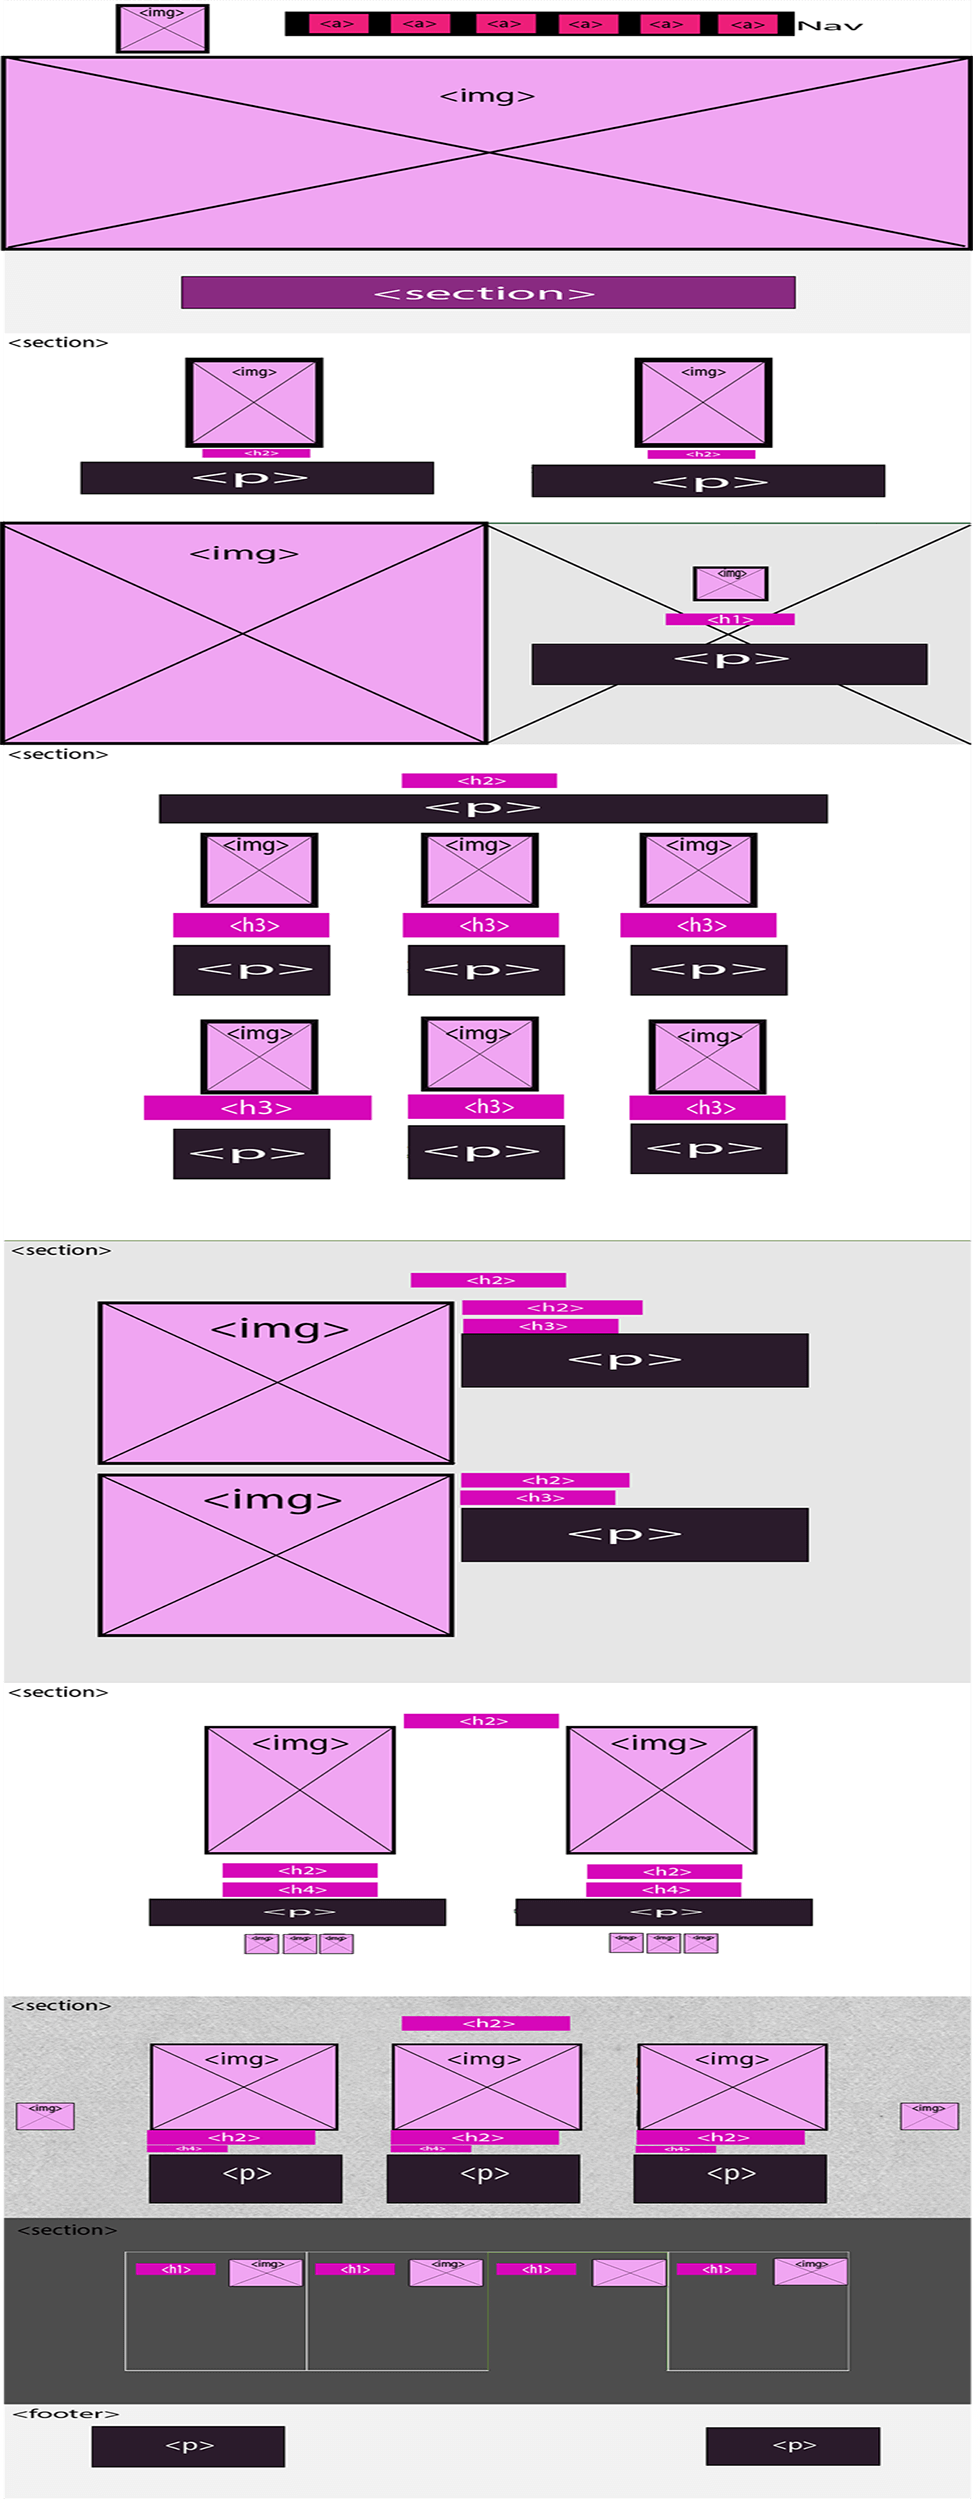 <img>
<a> <a> <a> <a> <a> <a> Nav
<img>
<section>
<section>
<img> <img>
<h2> <h2>
<p> <p>
<img>
<img>
<h1>
<p>
<section>
<h2>
<p>
<img> <img> <img>
<h3> <h3> <h3>
<p> <p> <p>
<img> <img> <img>
<h3> <h3> <h3>
<p> <p> <p>
<section>
<h2>
<img>
<h2>
<h3>
<p>
<img>
<h2>
<h3>
<p>
<section>
<h2>
<img> <img>
<h2> <h2>
<h4> <h4>
<p> <p>
<img> <img> <img> <img> <img> <img>
<section>
<h2>
<img> <img> <img>
<img> <img>
<h2> <h2> <h2>
<h4> <h4> <h4>
<p> <p> <p>
<section>
<h1> <img> <h1> <img> <h1> <h1> <img>
<footer>
<p> <p>